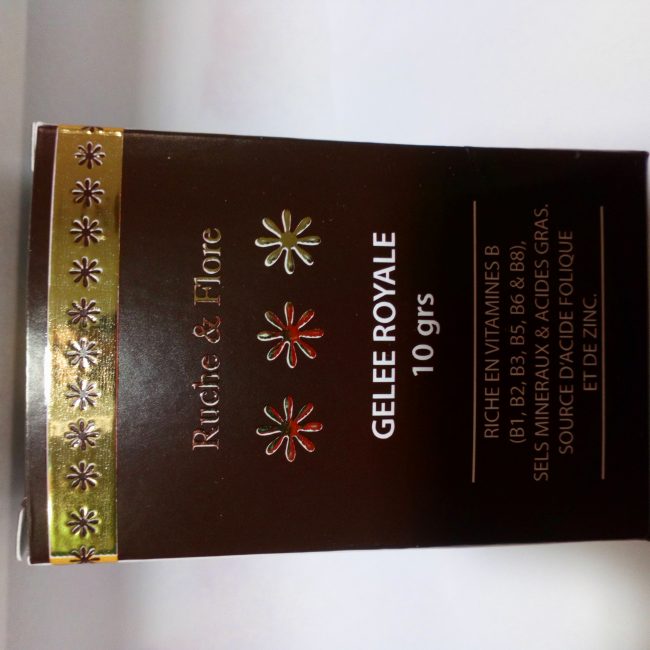 Ruche & Flore
GELEE ROYALE
10 grs
RICHE EN VITAMINES B
(B1, B2, B3, B5, B6 & B8),
SELS MINERAUX & ACIDES GRAS.
SOURCE D'ACIDE FOLIQUE
ET DE ZINC.